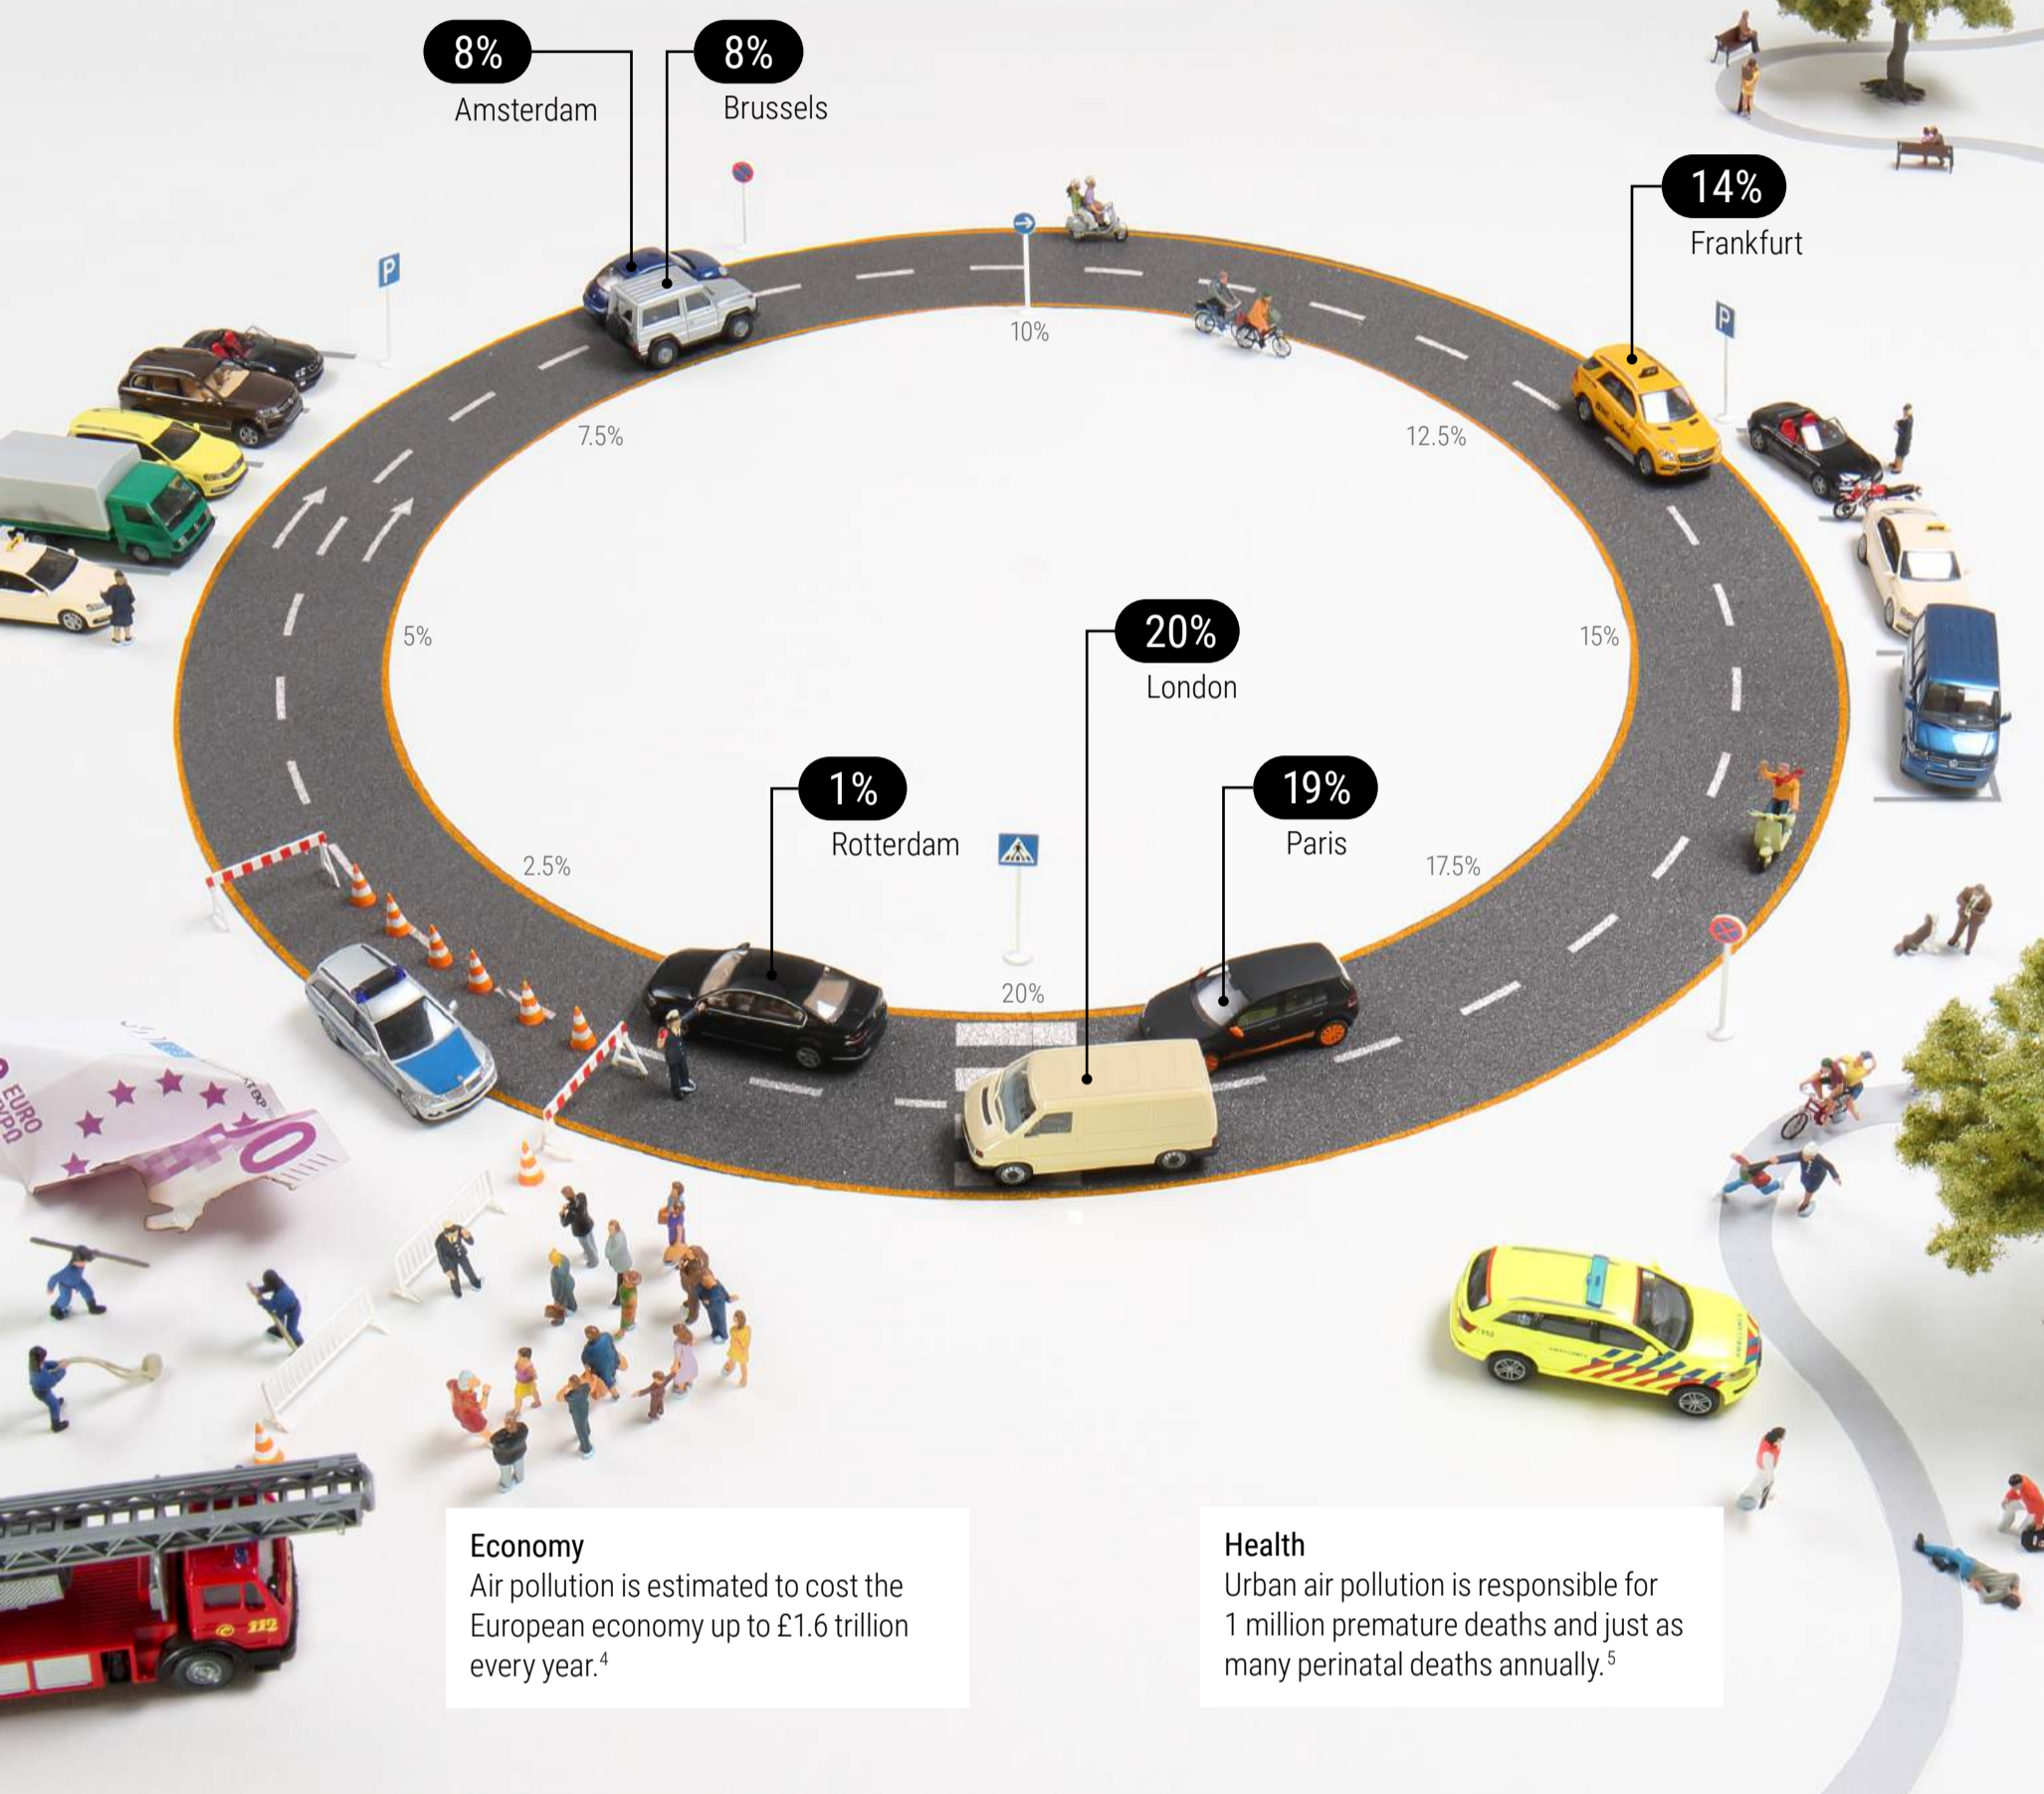 8%
Amsterdam
8%
Brussels
14%
Frankfurt
P
P
10%
7.5%
12.5%
5%
15%
20%
London
1%
Rotterdam
19%
Paris
2.5%
17.5%
20%
EURO
ΕΥΡΩ
112
Economy
Air pollution is estimated to cost the
European economy up to £1.6 trillion
every year.4
Health
Urban air pollution is responsible for
1 million premature deaths and just as
many perinatal deaths annually.5